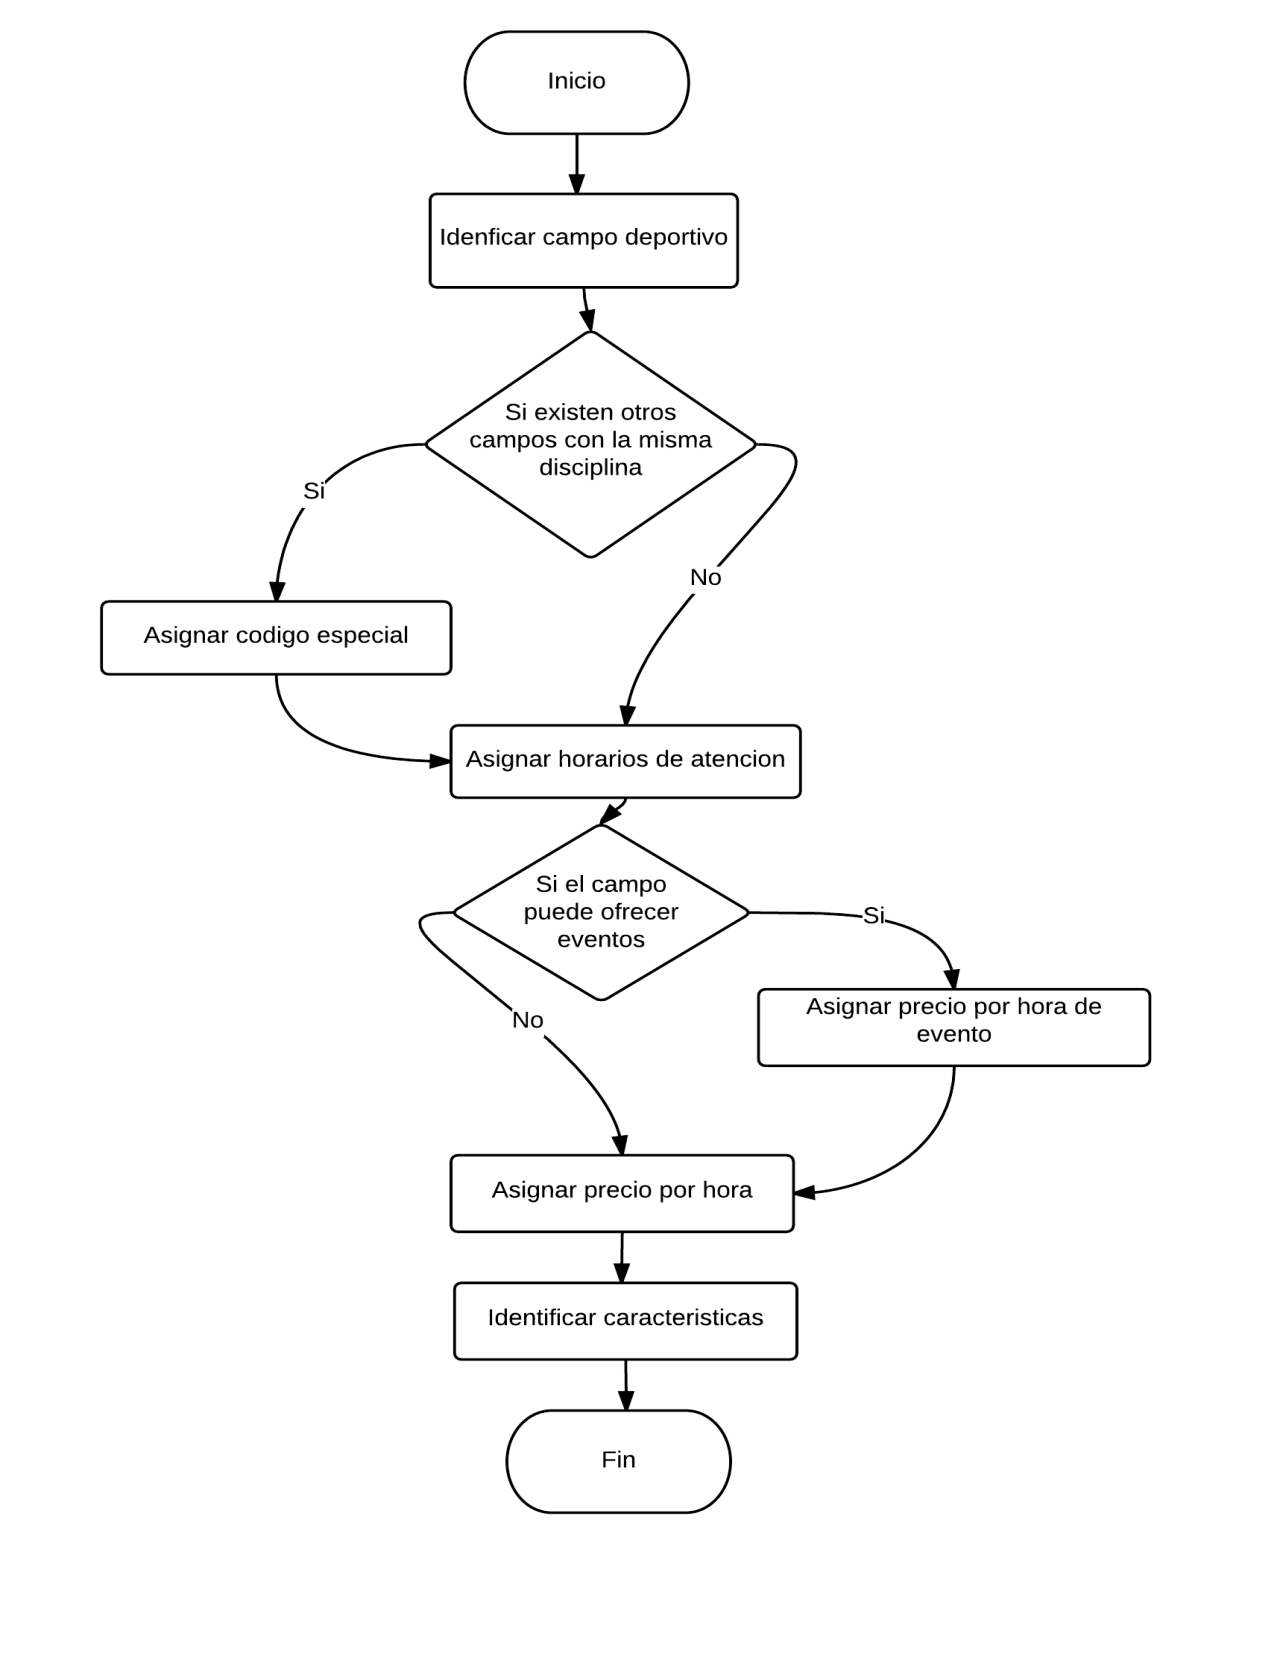 Inicio
Idenficar campo deportivo
Si existen otros
campos con la misma
disciplina
Si
No
Asignar codigo especial
Asignar horarios de atencion
Si el campo
puede ofrecer
eventos
Si
No
Asignar precio por hora de
evento
Asignar precio por hora
Identificar caracteristicas
Fin